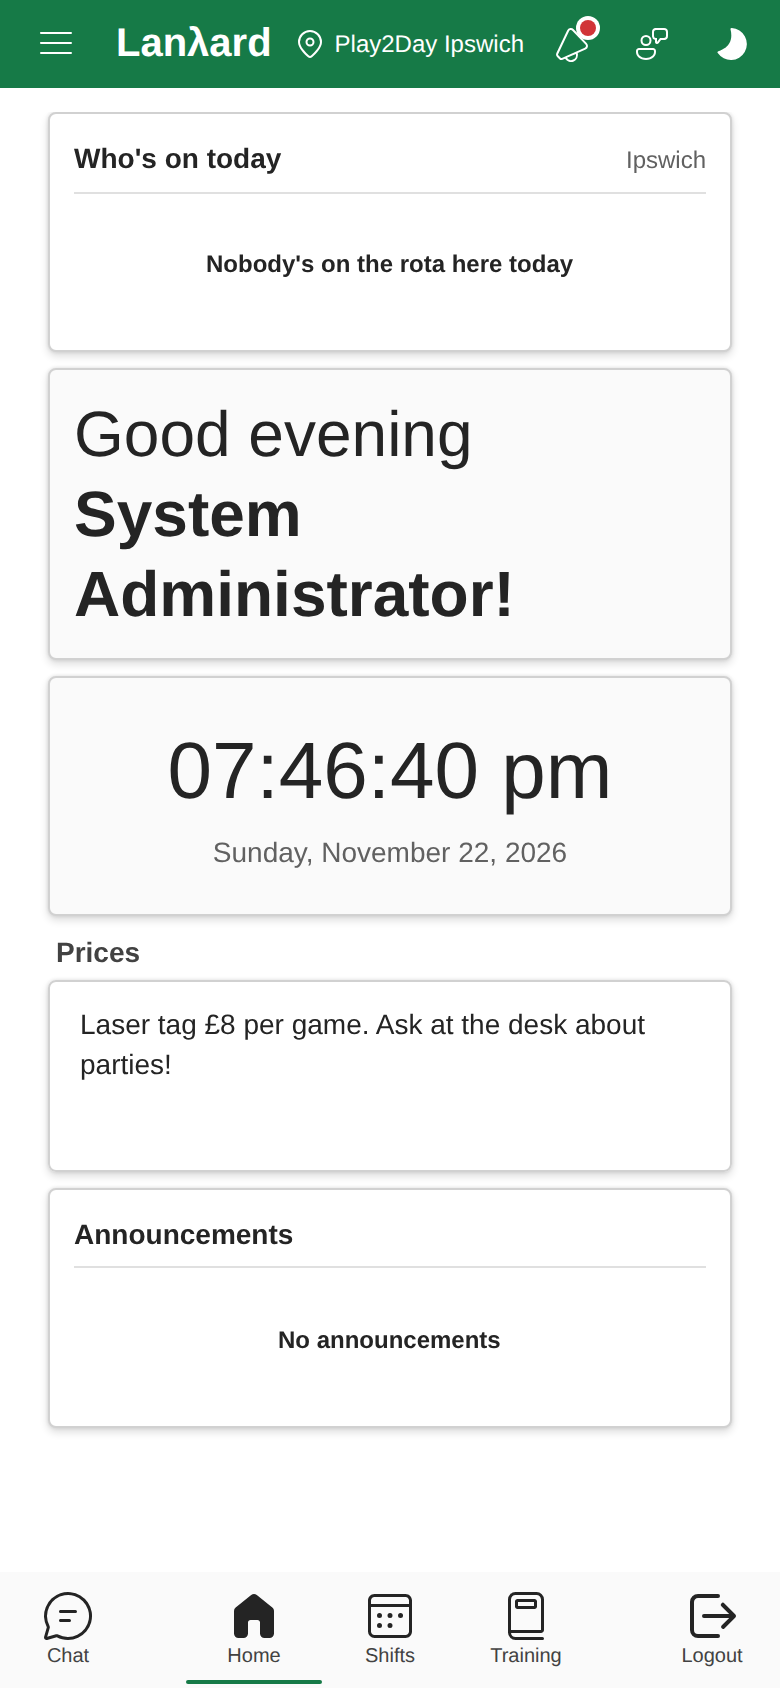 Lanλard
Play2Day Ipswich
Who's on today
Ipswich
Nobody's on the rota here today
Good evening
System
Administrator!
07:46:40 pm
Sunday, November 22, 2026
Prices
Laser tag £8 per game. Ask at the desk about
parties!
Announcements
No announcements
Chat
Home
Shifts
Training
Logout